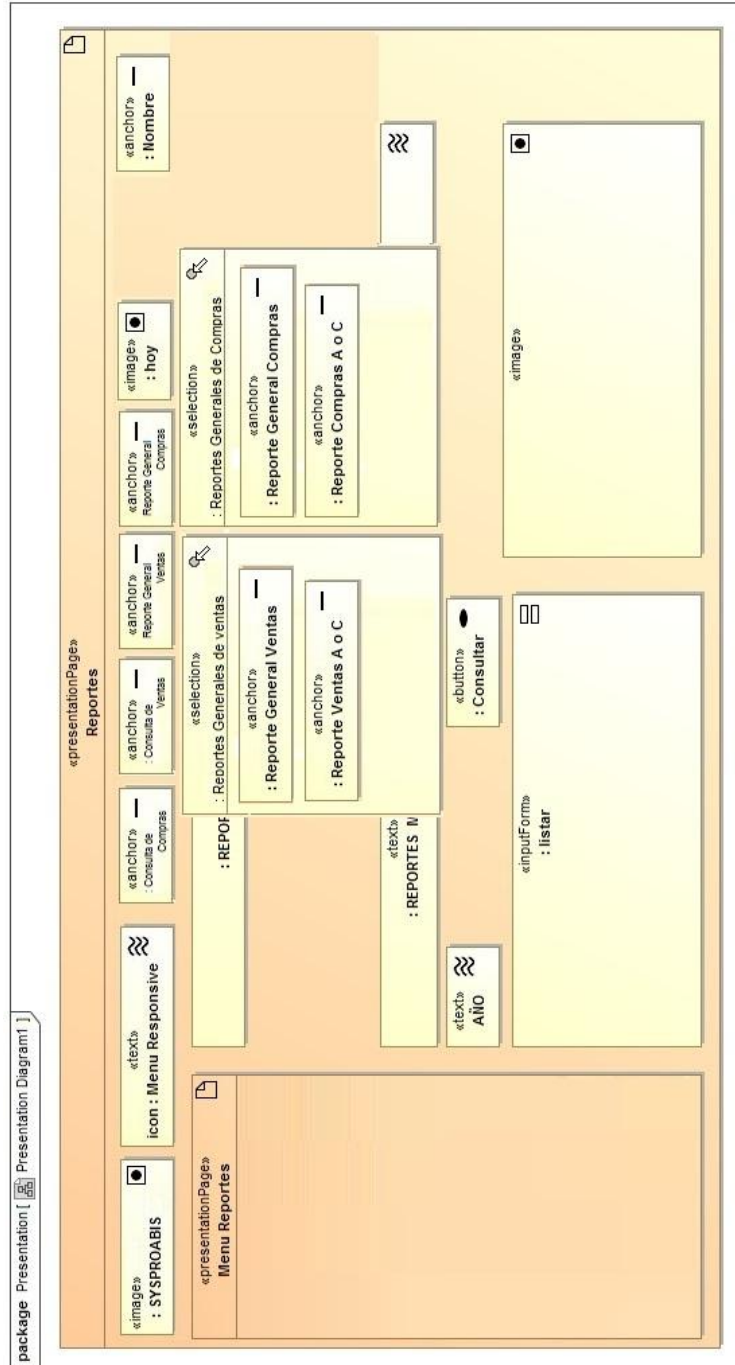 package Presentation [ Presentation Diagram1 ]
«presentationPage»
Reportes
«image»
: SYSPROABIS
«text»
icon : Menu Responsive
«anchor»
: Consulta de
Compras
«anchor»
: Consulta de
Ventas
«anchor»
Reporte General
Ventas
«anchor»
Reporte General
Compras
«image»
: hoy
«anchor»
: Nombre
«presentationPage»
Menu Reportes
: REPOR
«selection»
: Reportes Generales de ventas
«anchor»
: Reporte General Ventas
«anchor»
: Reporte Ventas A o C
«selection»
: Reportes Generales de Compras
«anchor»
: Reporte General Compras
«anchor»
: Reporte Compras A o C
«text»
: REPORTES M
«text»
AÑO
«button»
: Consultar
«inputForm»
: listar
«image»